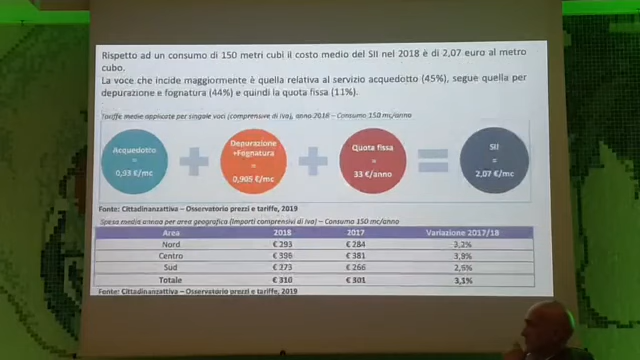 Rispetto ad un consumo di 150 metri cubi il costo medio del SII nel 2018 è di 2,07 euro al metro
cubo.
La voce che incide maggiormente è quella relativa al servizio acquedotto (45%), segue quella per
depurazione e fognatura (44%) e quindi la quota fissa (11%).
Tariffe medie applicate per singole voci (comprensive di iva), anno 2018 – Consumo 150 mc/anno
Acquedotto
=
0,93 €/mc
+
Depurazione
+Fognatura
=
0,905 €/mc
+
Quota fissa
=
33 €/anno
=
SII
=
2,07 €/mc
Fonte: Cittadinanzattiva – Osservatorio prezzi e tariffe, 2019
Spesa media annua per area geografica (Importi comprensivi di iva) – Consumo 150 mc/anno
Area 2018 2017 Variazione 2017/18
Nord € 293 € 284 3,2%
Centro € 396 € 381 3,9%
Sud € 273 € 266 2,6%
Totale € 310 € 301 3,1%
Fonte: Cittadinanzattiva – Osservatorio prezzi e tariffe, 2019